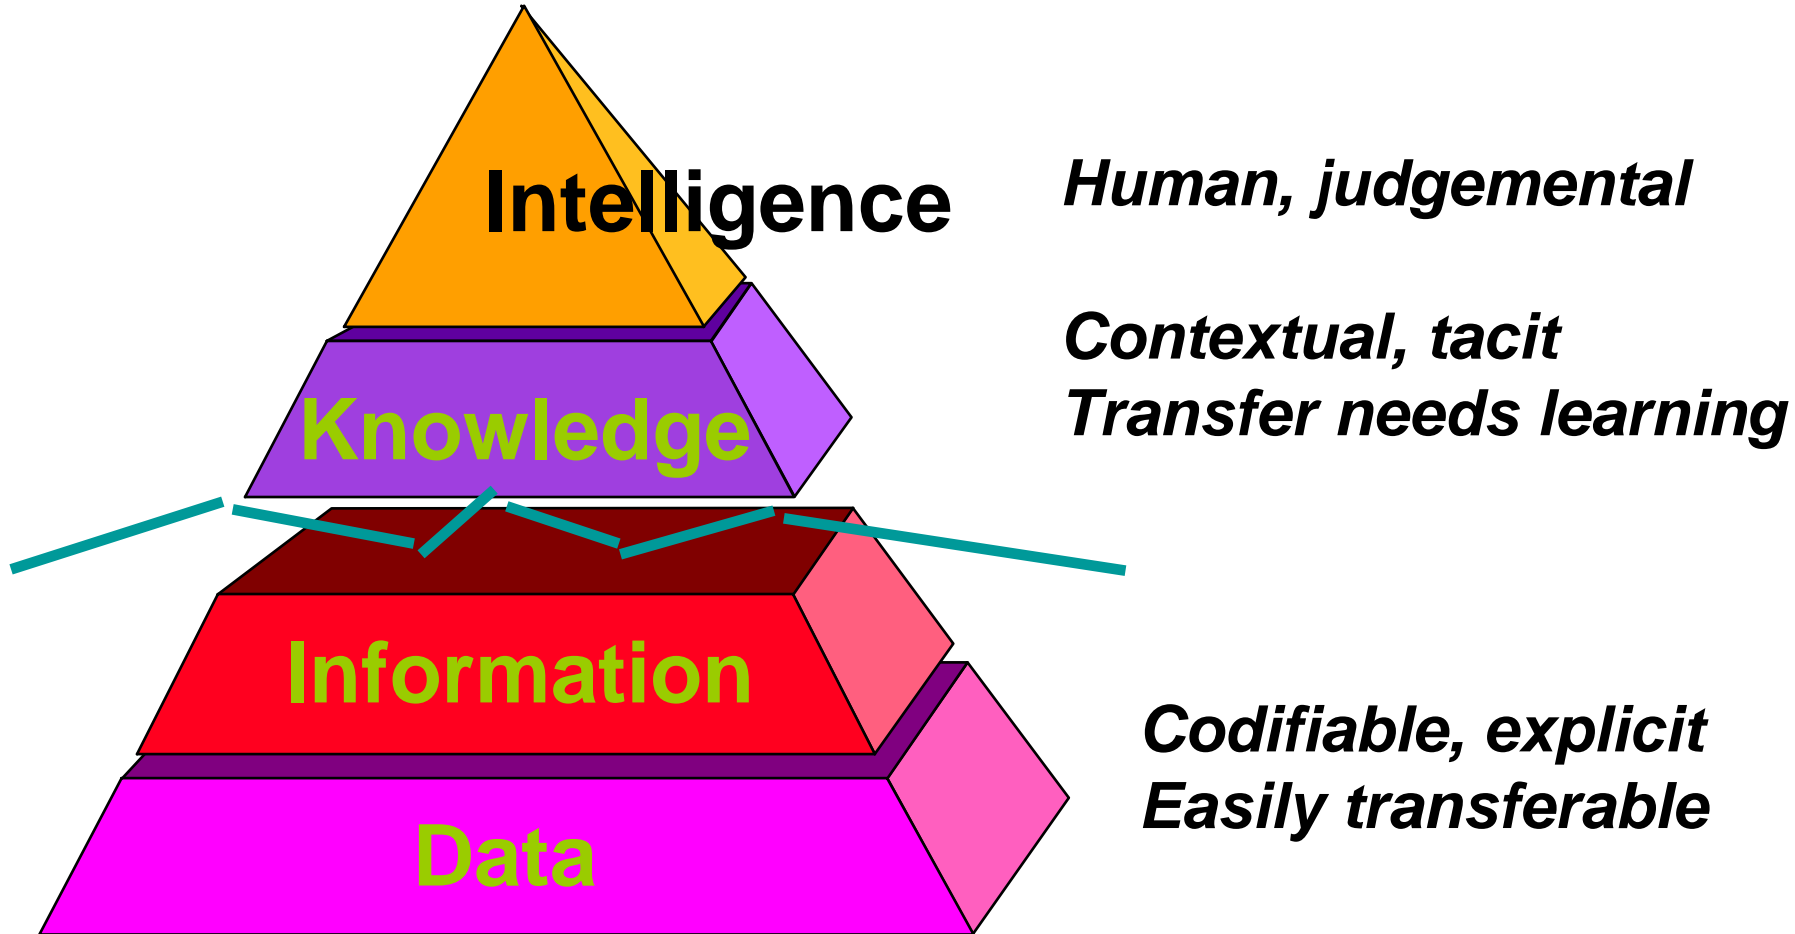 Intelligence
Human, judgemental
Contextual, tacit
Transfer needs learning
Knowledge
Information
Codifiable, explicit
Easily transferable
Data